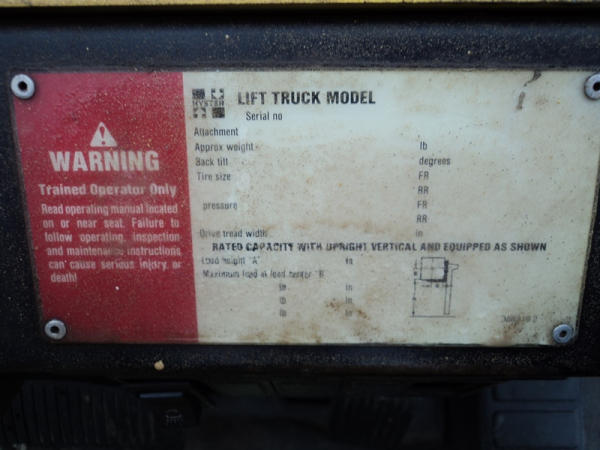 WARNING
Trained Operator Only
Read operating manual located
on or near seat. Failure to
follow operating, inspection
and maintenance instructions
can cause serious injury or
death!
HYSTER
LIFT TRUCK MODEL
Serial no
Attachment
Approx weight lb
Back tilt degrees
Tire size FR
RR
pressure FR
RR
Drive tread width in
RATED CAPACITY WITH UPRIGHT VERTICAL AND EQUIPPED AS SHOWN
Load height "A" in
Maximum load at load center "B"
lb in
lb in
lb in